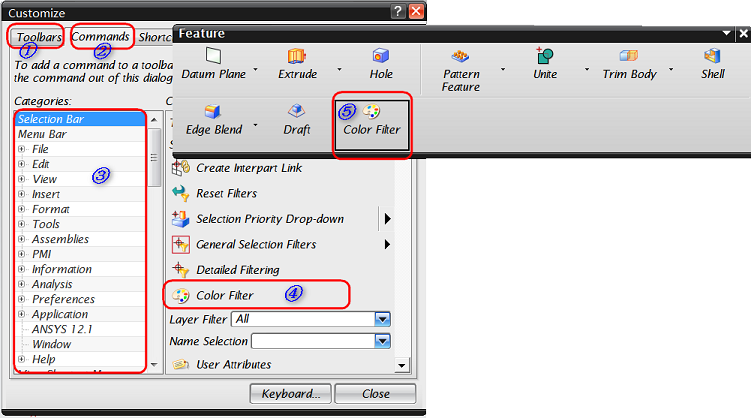 Customize
Toolbars Commands Shortc
① ②
To add a command to a toolba
the command out of this dialog
Categories:
C
Selection Bar
Menu Bar
File
Edit
③
View
Insert
Format
Tools
Assemblies
PMI
Information
Analysis
Preferences
Application
ANSYS 12.1
Window
Help
Create Interpart Link
Reset Filters
Selection Priority Drop-down
General Selection Filters
Detailed Filtering
Color Filter ④
Layer Filter All
Name Selection
User Attributes
Keyboard... Close
Feature
Datum Plane Extrude Hole Pattern Feature Unite Trim Body Shell
Edge Blend Draft ⑤ Color Filter